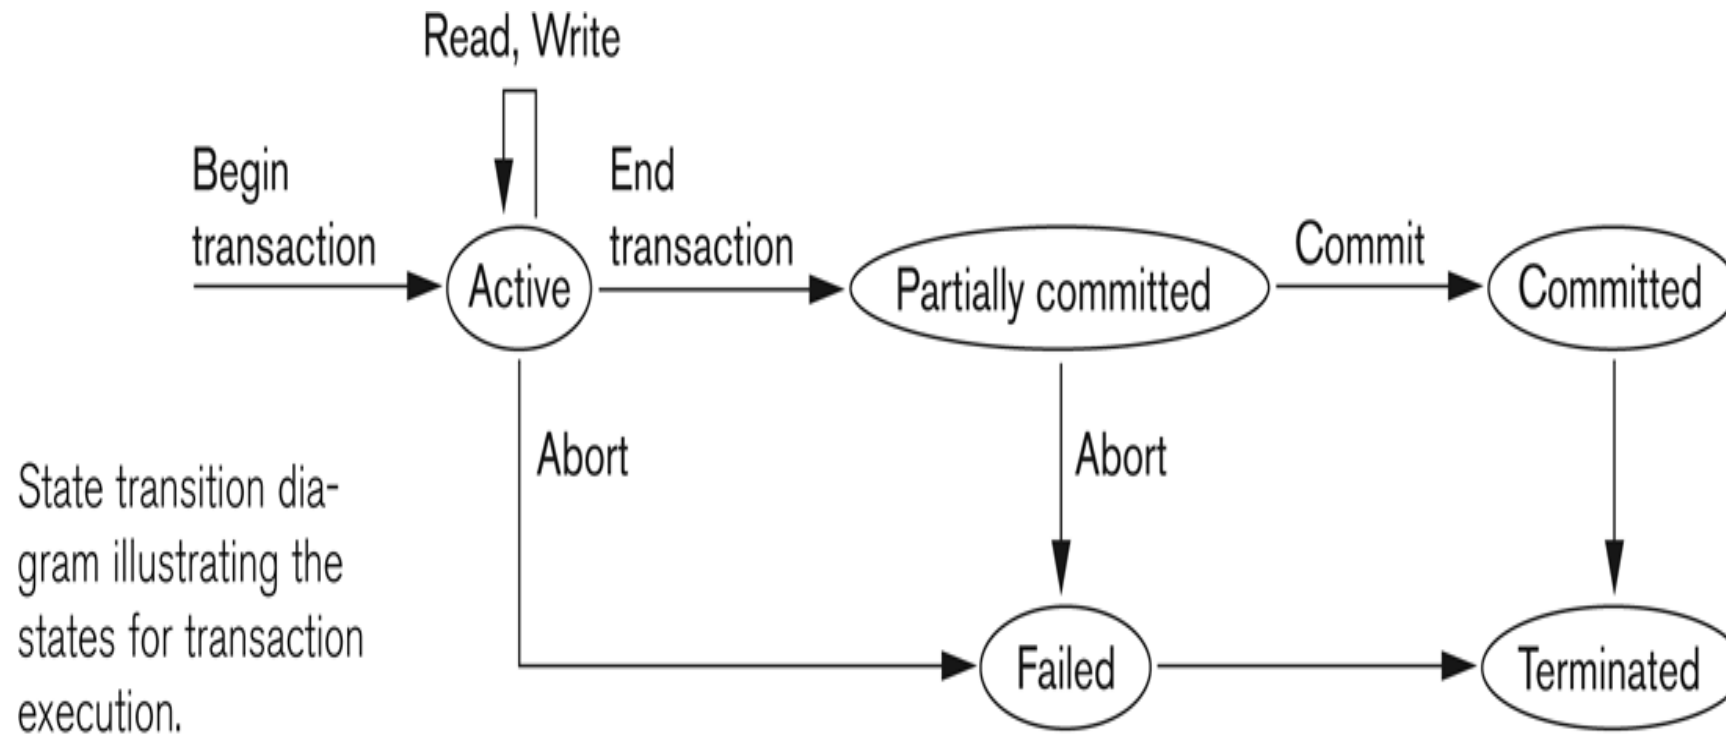 Read, Write
Begin
transaction
End
transaction
Active
Partially committed
Commit
Committed
Abort
Abort
State transition dia-
gram illustrating the
states for transaction
execution.
Failed
Terminated